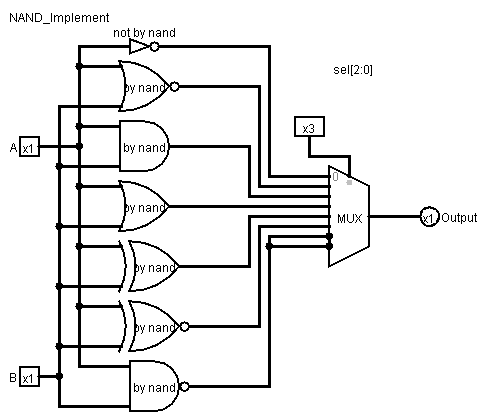 NAND_Implement
not by nand
sel[2:0]
by nand
x3
A x1
by nand
0
by nand
MUX
x1 Output
by nand
by nand
B x1
by nand